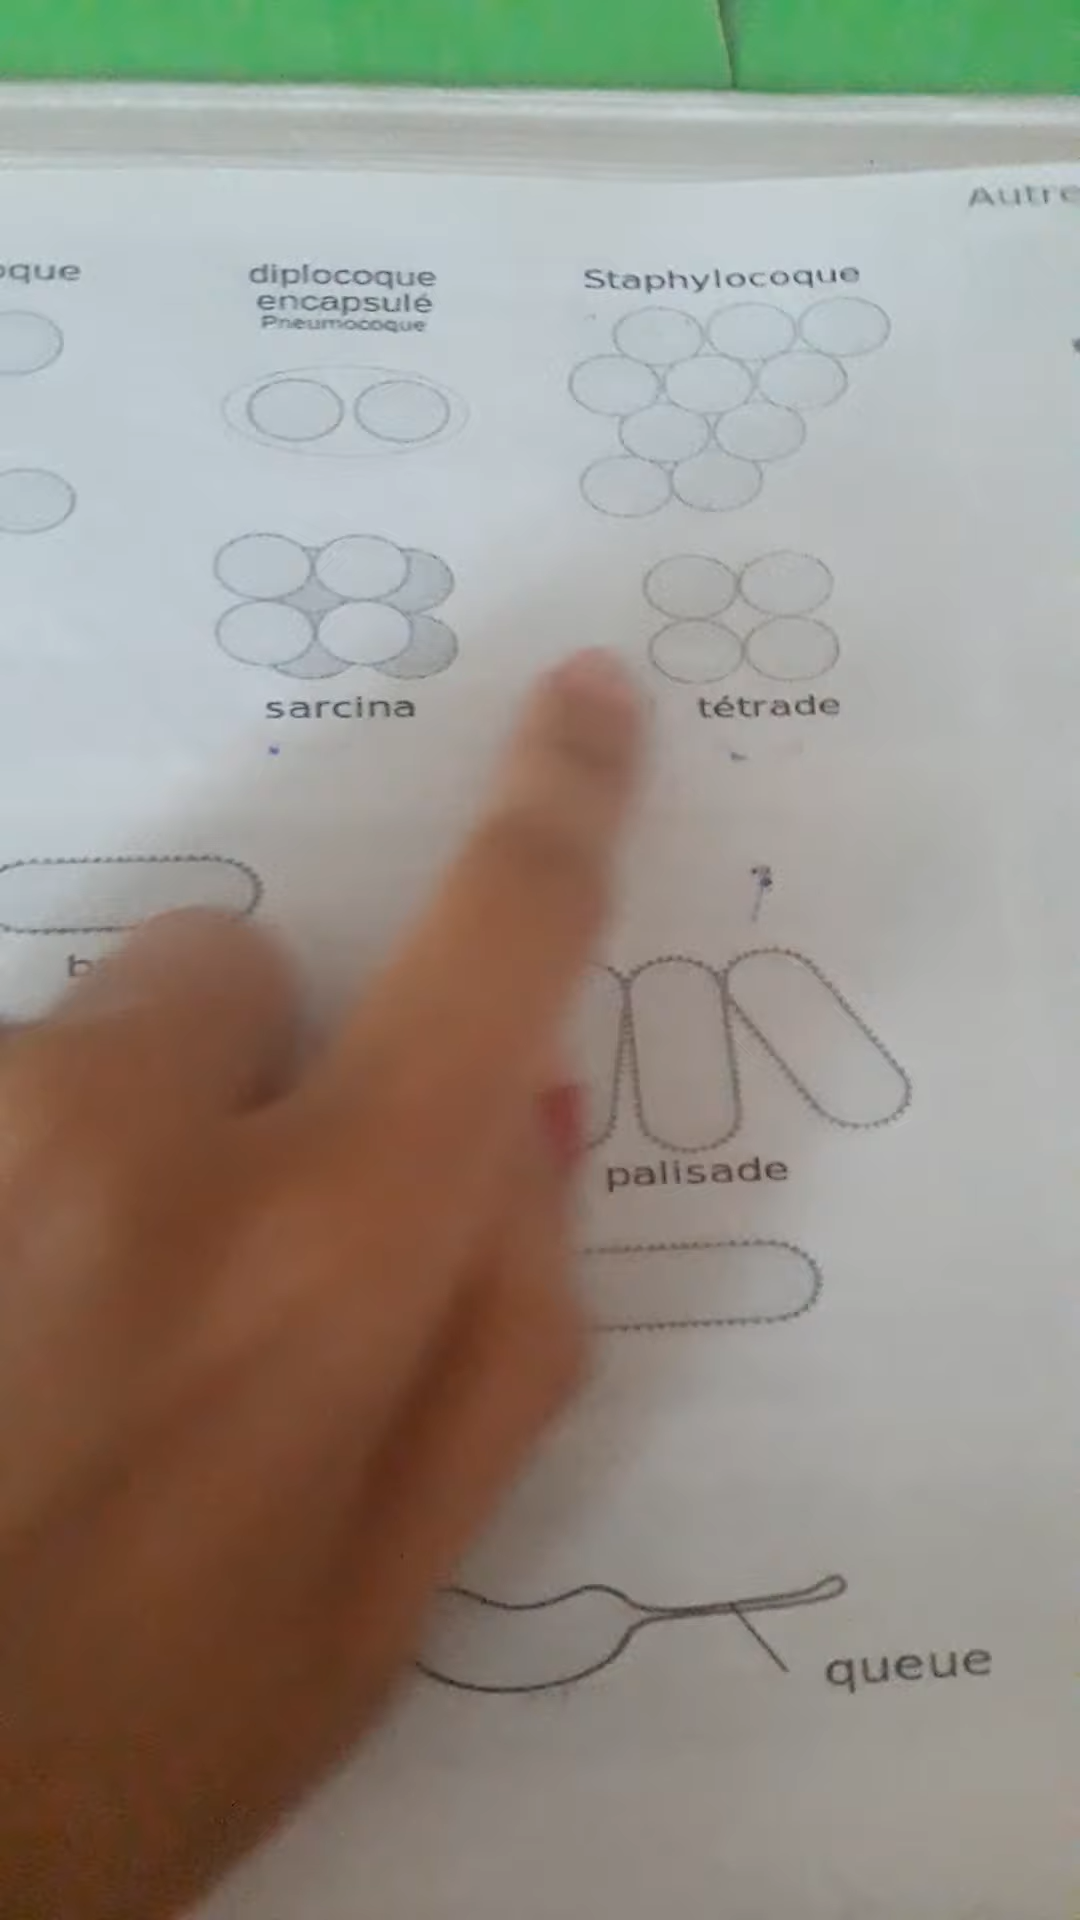 Autre
oque
diplocoque
encapsulé
Pneumocoque
Staphylocoque
sarcina
tétrade
?
palisade
queue